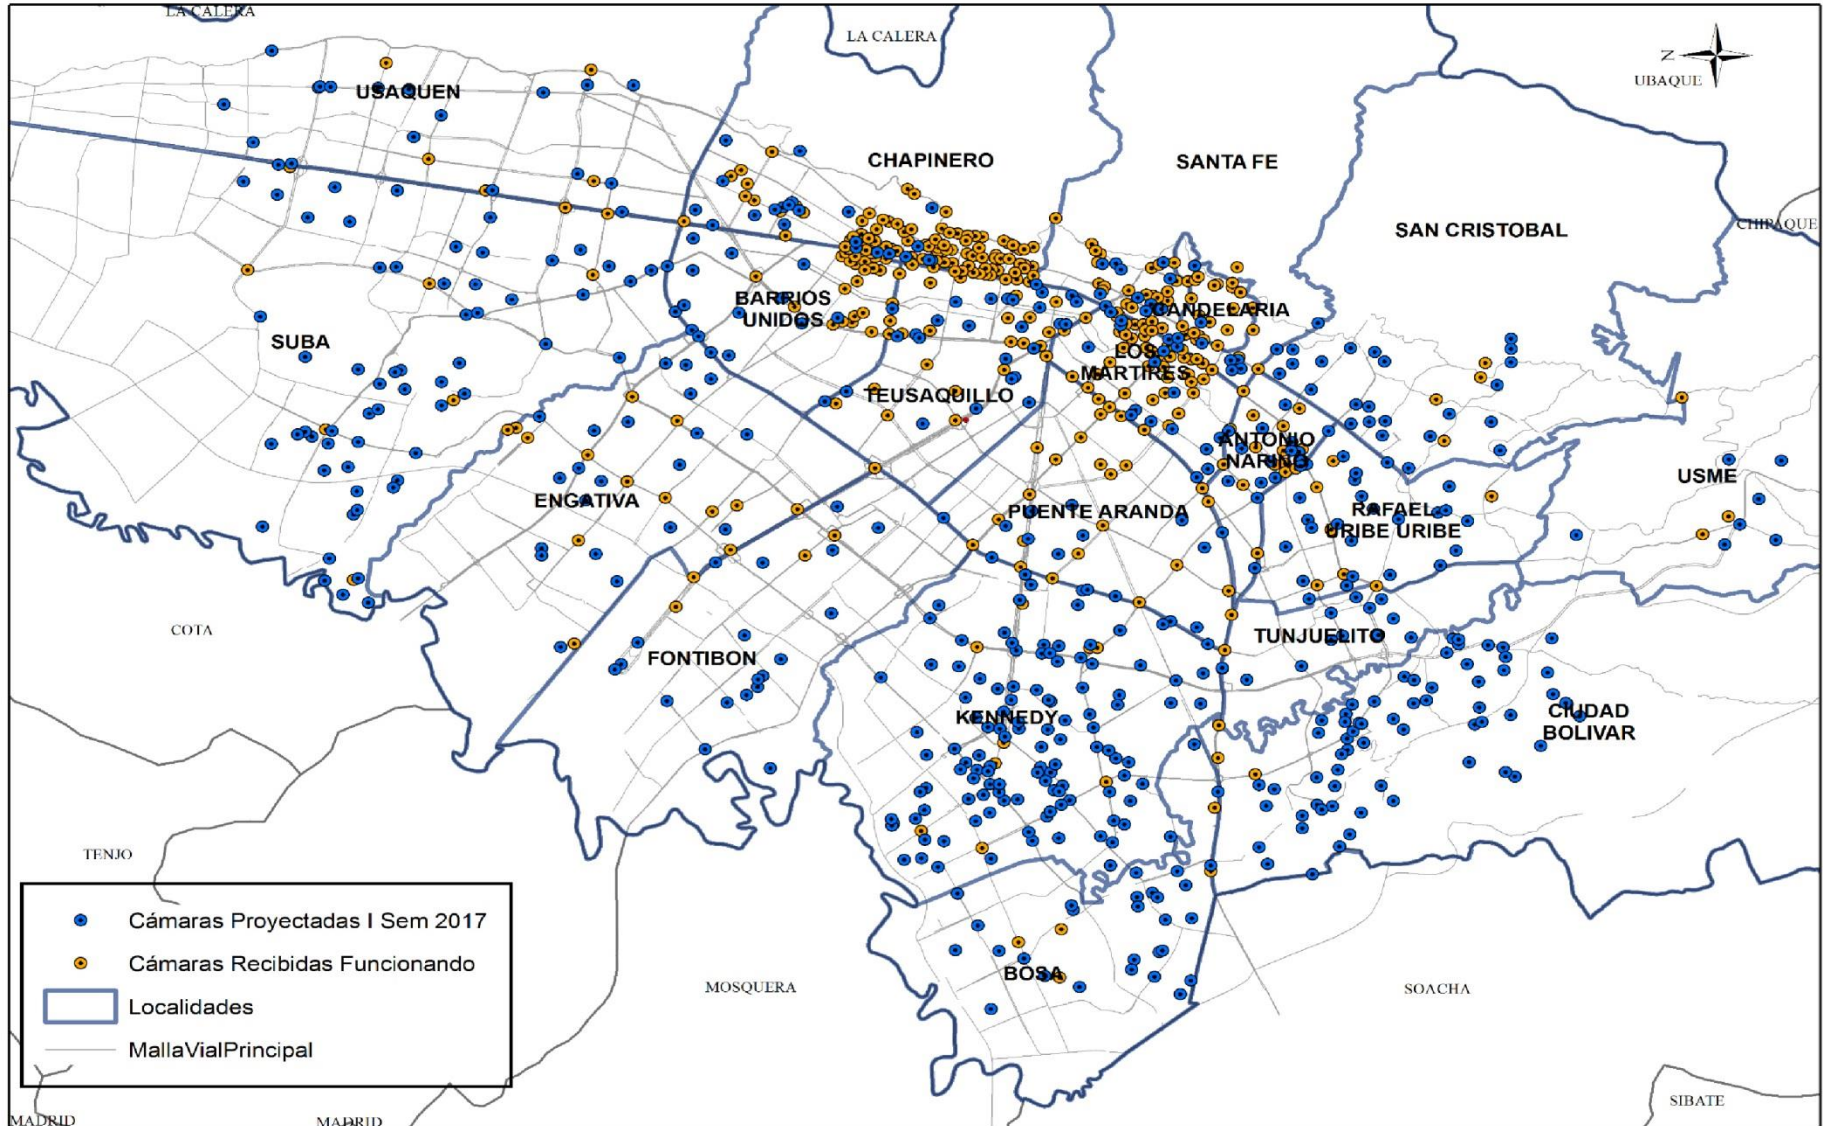 LA CALERA
LA CALERA
N
UBAQUE
USAQUEN
CHAPINERO
SANTA FE
SAN CRISTOBAL
CHIPAQUE
BARRIOS
UNIDOS
CANDELARIA
SUBA
LOS
MARTIRES
TEUSAQUILLO
ANTONIO
NARIÑO
USME
ENGATIVA
PUENTE ARANDA
RAFAEL
URIBE URIBE
COTA
TUNJUELITO
FONTIBON
KENNEDY
CIUDAD
BOLIVAR
TENJO
Cámaras Proyectadas I Sem 2017
Cámaras Recibidas Funcionando
Localidades
MallaVialPrincipal
BOSA
MOSQUERA
SOACHA
SIBATE
MADRID
MADRID